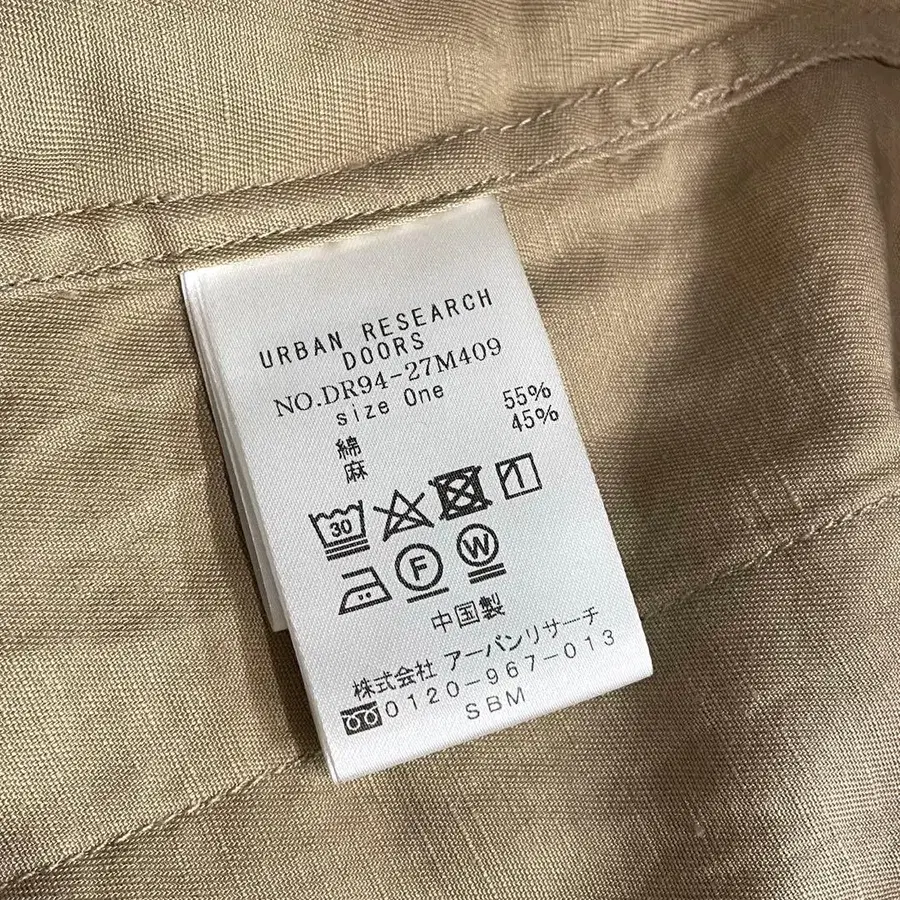 URBAN RESEARCH
DOORS
NO.DR94-27M409
size One
綿 55%
麻 45%
30
F W
中国製
株式会社 アーバンリサーチ
0120-967-013
SBM